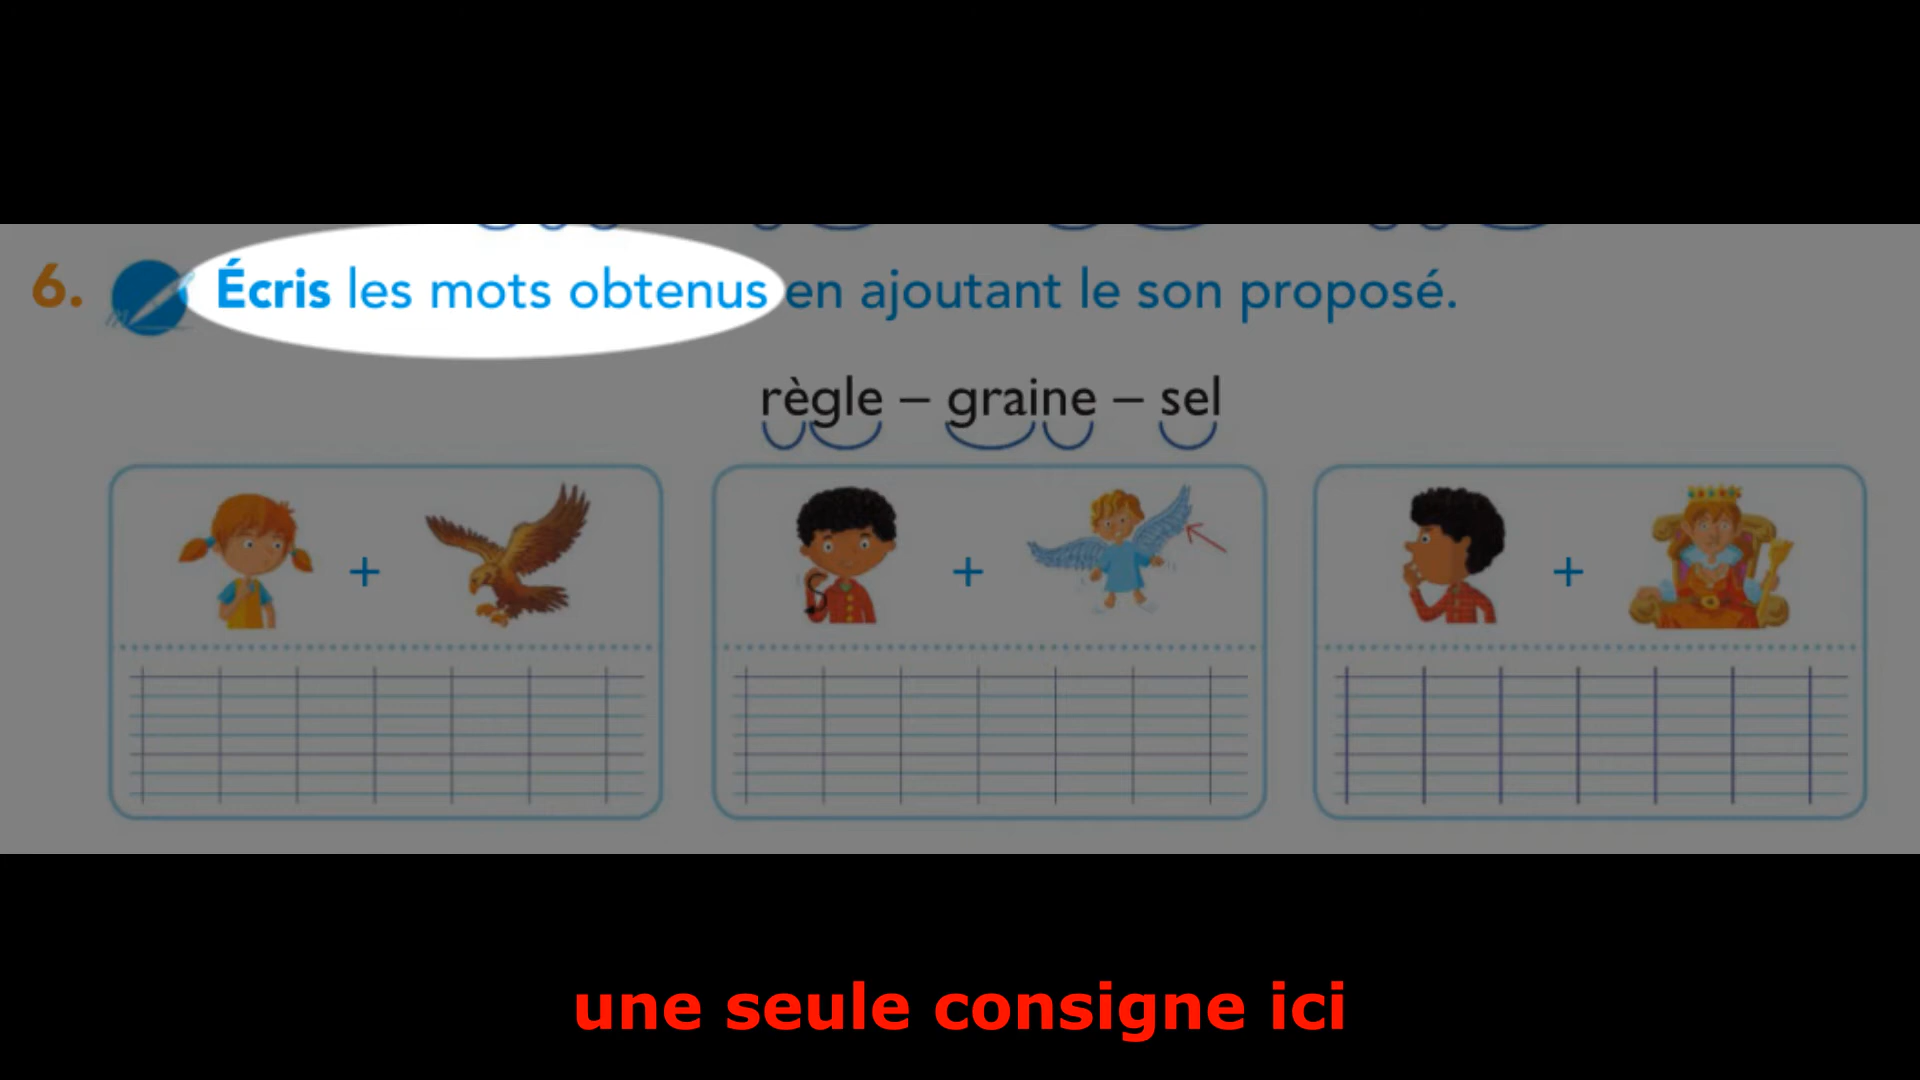 6. Écris les mots obtenus en ajoutant le son proposé.
règle – graine – sel
+ + +
une seule consigne ici